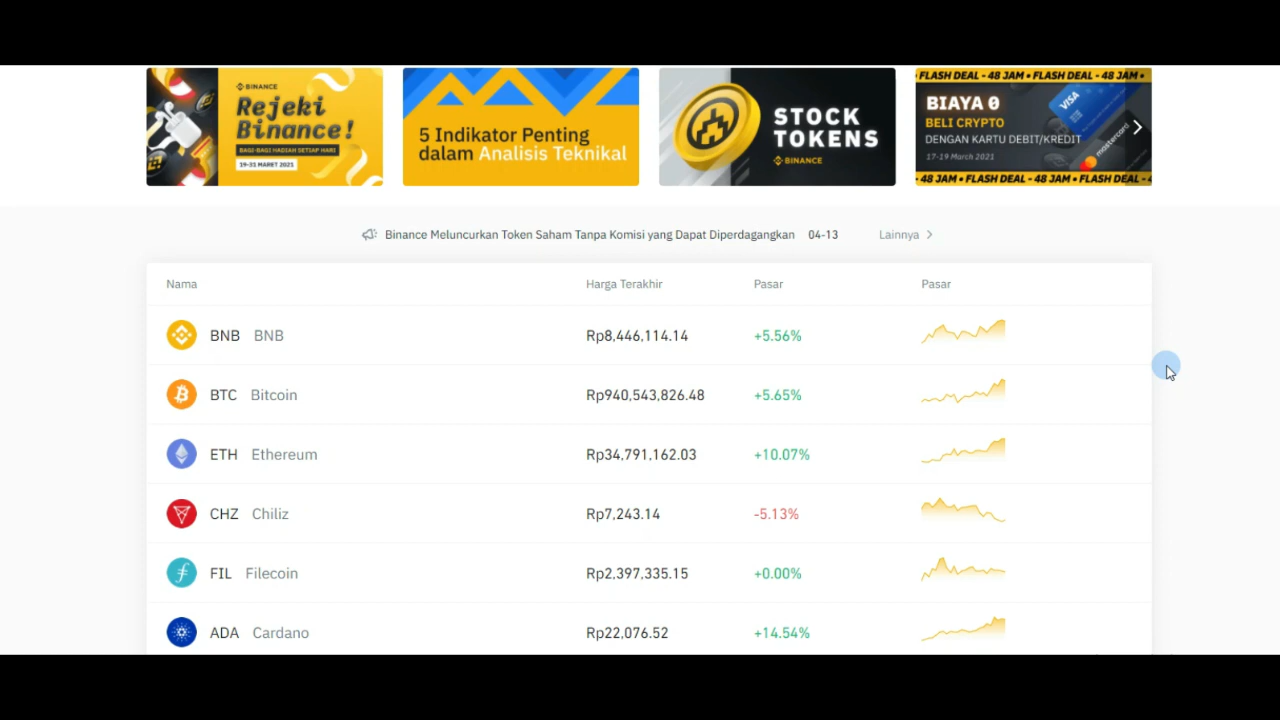 BINANCE
Rejeki
Binance!
BAGI-BAGI HADIAH SETIAP HARI
19-31 MARET 2021
5 Indikator Penting
dalam Analisis Teknikal
STOCK
TOKENS
BINANCE
FLASH DEAL - 48 JAM • FLASH DEAL - 48 JAM •
BIAYA 0
BELI CRYPTO
DENGAN KARTU DEBIT/KREDIT
17-19 March 2021
VISA
mastercard
48 JAM • FLASH DEAL - 48 JAM • FLASH DEAL - 4
Binance Meluncurkan Token Saham Tanpa Komisi yang Dapat Diperdagangkan 04-13 Lainnya
Nama Harga Terakhir Pasar Pasar
BNB BNB Rp8,446,114.14 +5.56%
BTC Bitcoin Rp940,543,826.48 +5.65%
ETH Ethereum Rp34,791,162.03 +10.07%
CHZ Chiliz Rp7,243.14 -5.13%
FIL Filecoin Rp2,397,335.15 +0.00%
ADA Cardano Rp22,076.52 +14.54%